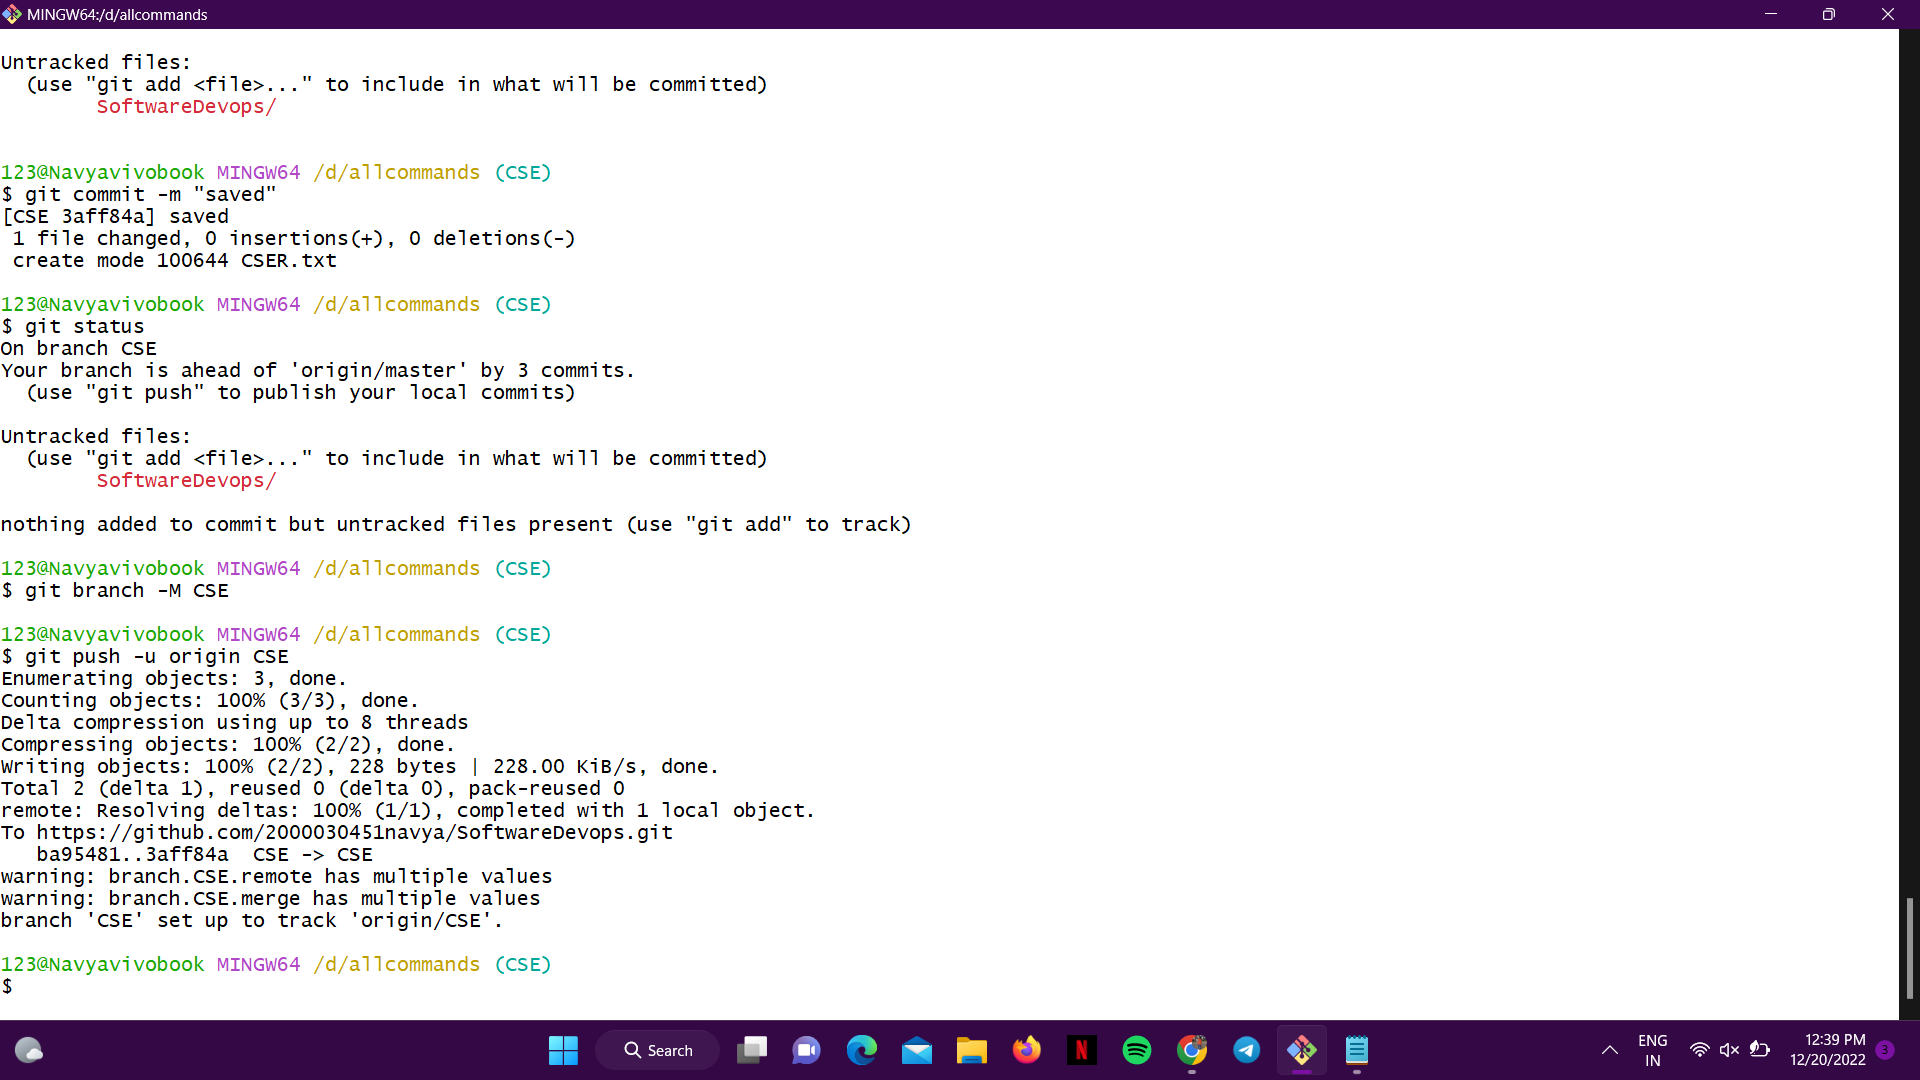 MINGW64:/d/allcommands
Untracked files:
  (use "git add <file>..." to include in what will be committed)
        SoftwareDevops/
123@Navyavivobook MINGW64 /d/allcommands (CSE)
$ git commit -m "saved"
[CSE 3aff84a] saved
 1 file changed, 0 insertions(+), 0 deletions(-)
 create mode 100644 CSER.txt
123@Navyavivobook MINGW64 /d/allcommands (CSE)
$ git status
On branch CSE
Your branch is ahead of 'origin/master' by 3 commits.
  (use "git push" to publish your local commits)
Untracked files:
  (use "git add <file>..." to include in what will be committed)
        SoftwareDevops/
nothing added to commit but untracked files present (use "git add" to track)
123@Navyavivobook MINGW64 /d/allcommands (CSE)
$ git branch -M CSE
123@Navyavivobook MINGW64 /d/allcommands (CSE)
$ git push -u origin CSE
Enumerating objects: 3, done.
Counting objects: 100% (3/3), done.
Delta compression using up to 8 threads
Compressing objects: 100% (2/2), done.
Writing objects: 100% (2/2), 228 bytes | 228.00 KiB/s, done.
Total 2 (delta 1), reused 0 (delta 0), pack-reused 0
remote: Resolving deltas: 100% (1/1), completed with 1 local object.
To https://github.com/2000030451navya/SoftwareDevops.git
   ba95481..3aff84a  CSE -> CSE
warning: branch.CSE.remote has multiple values
warning: branch.CSE.merge has multiple values
branch 'CSE' set up to track 'origin/CSE'.
123@Navyavivobook MINGW64 /d/allcommands (CSE)
$
Search
N
ENG
IN
12:39 PM
12/20/2022
3